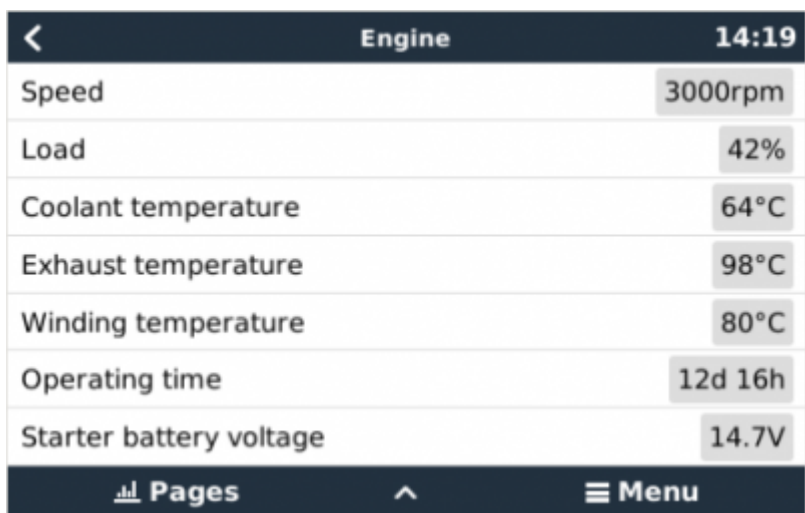 Engine 14:19
Speed 3000rpm
Load 42%
Coolant temperature 64°C
Exhaust temperature 98°C
Winding temperature 80°C
Operating time 12d 16h
Starter battery voltage 14.7V
Pages Menu